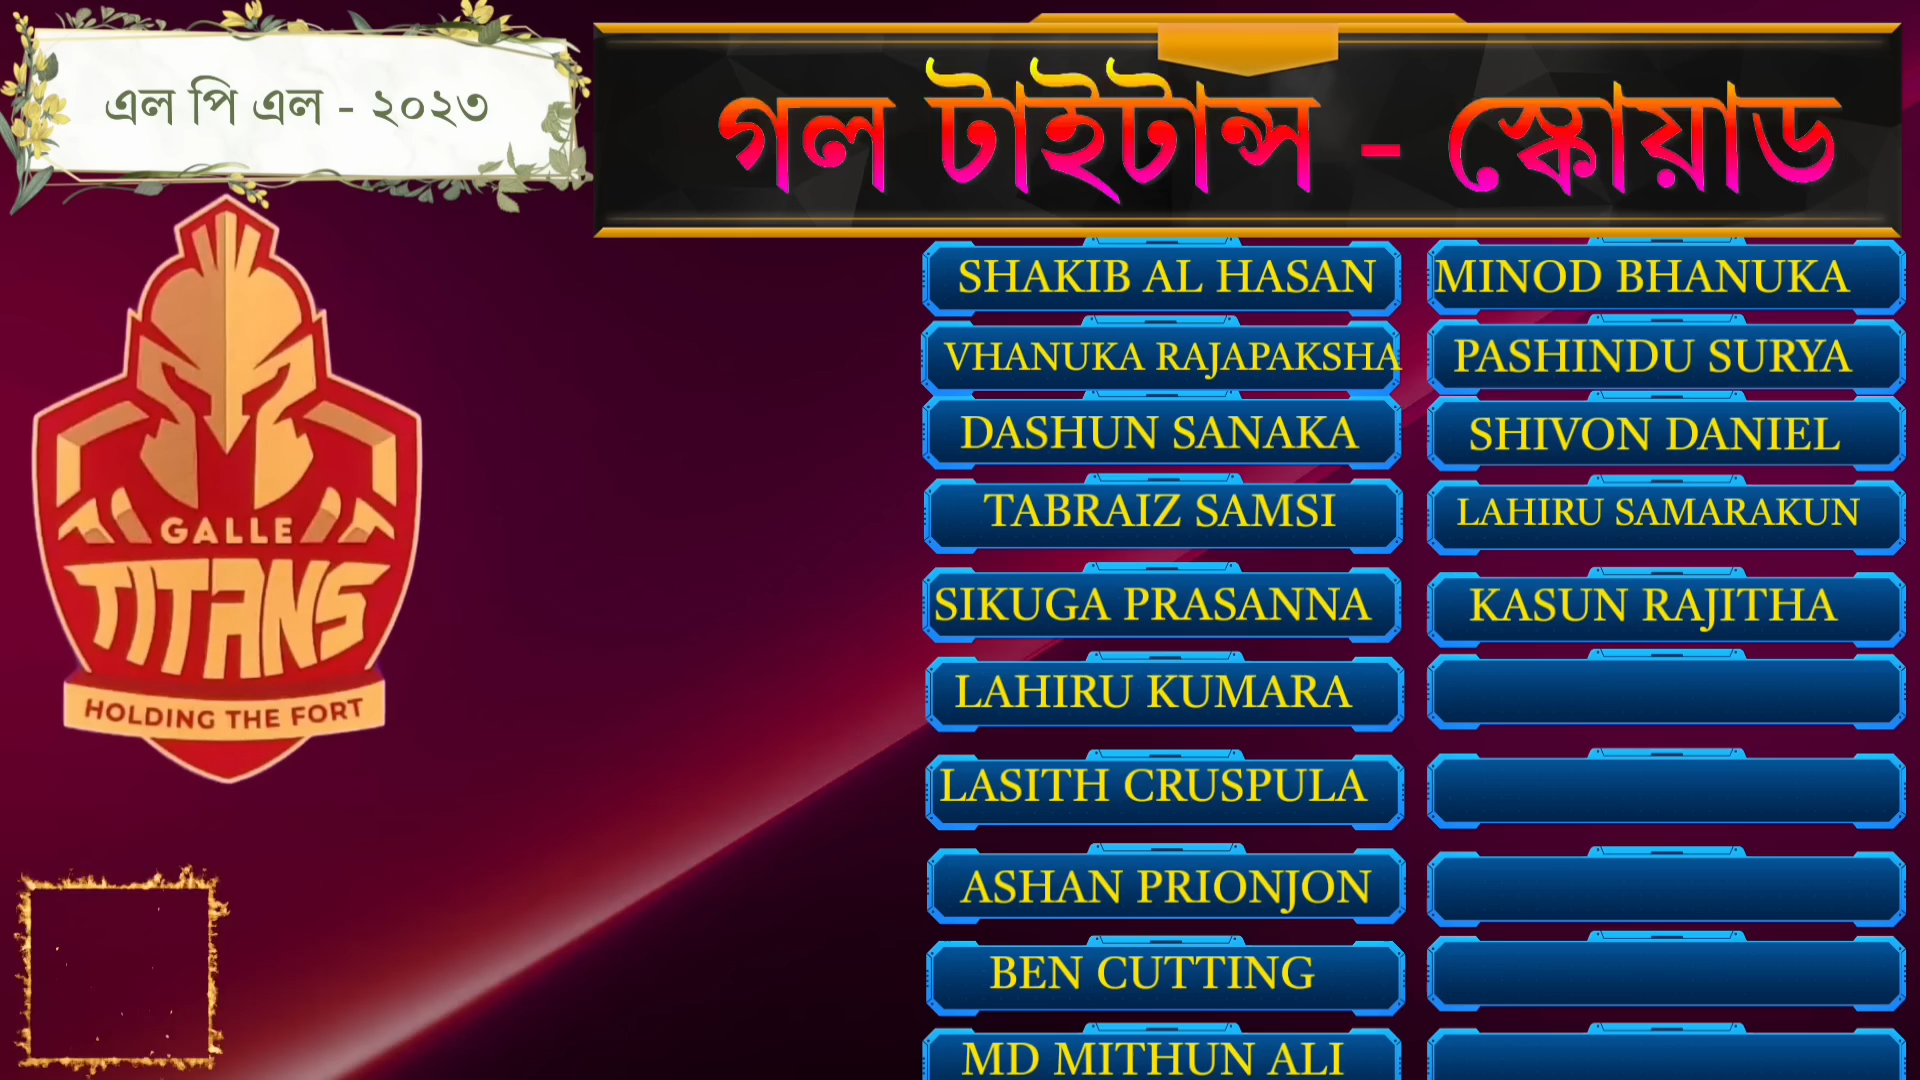 এল পি এল - ২০২৩
গল টাইটান্স - স্কোয়াড
GALLE
TITANS
HOLDING THE FORT
SHAKIB AL HASAN
VHANUKA RAJAPAKSHA
DASHUN SANAKA
TABRAIZ SAMSI
SIKUGA PRASANNA
LAHIRU KUMARA
LASITH CRUSPULA
ASHAN PRIONJON
BEN CUTTING
MD MITHUN ALI
MINOD BHANUKA
PASHINDU SURYA
SHIVON DANIEL
LAHIRU SAMARAKUN
KASUN RAJITHA